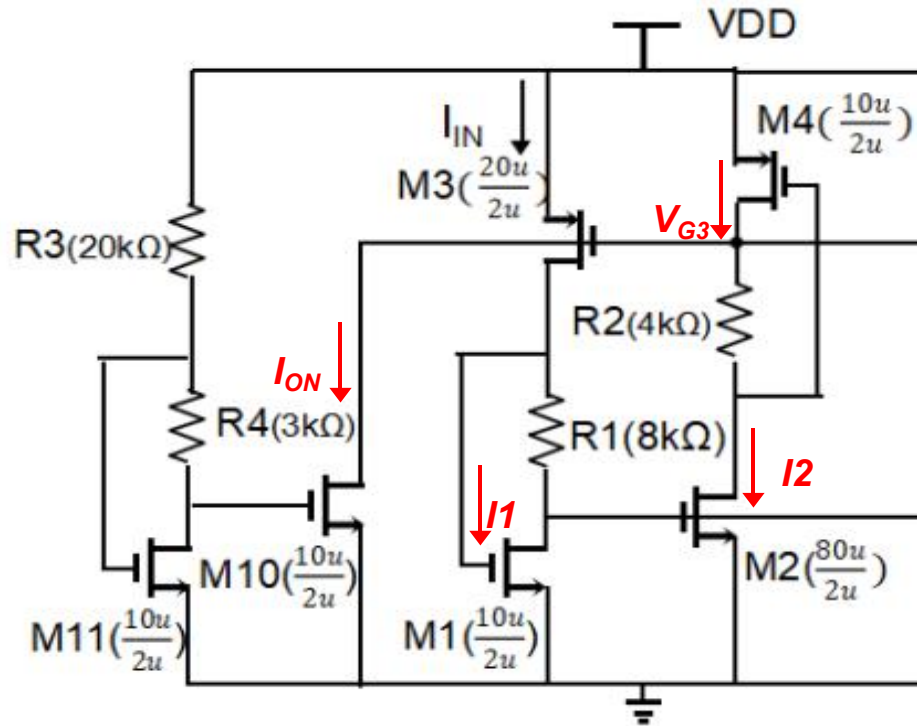 VDD
I_IN
M4(10u/2u)
M3(20u/2u)
V_G3
R3(20kΩ)
R2(4kΩ)
I_ON
R4(3kΩ)
R1(8kΩ)
I1
I2
M10(10u/2u)
M2(80u/2u)
M11(10u/2u)
M1(10u/2u)